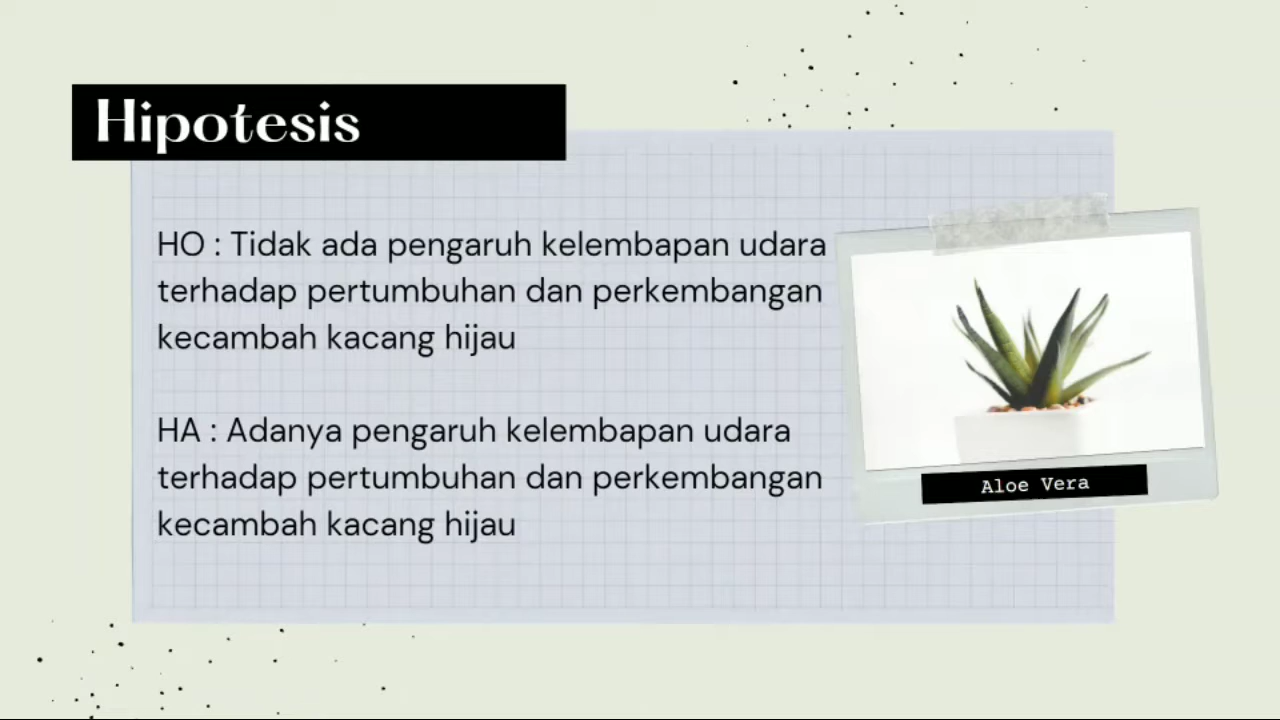 Hipotesis
HO : Tidak ada pengaruh kelembapan udara
terhadap pertumbuhan dan perkembangan
kecambah kacang hijau
HA : Adanya pengaruh kelembapan udara
terhadap pertumbuhan dan perkembangan
kecambah kacang hijau
Aloe Vera